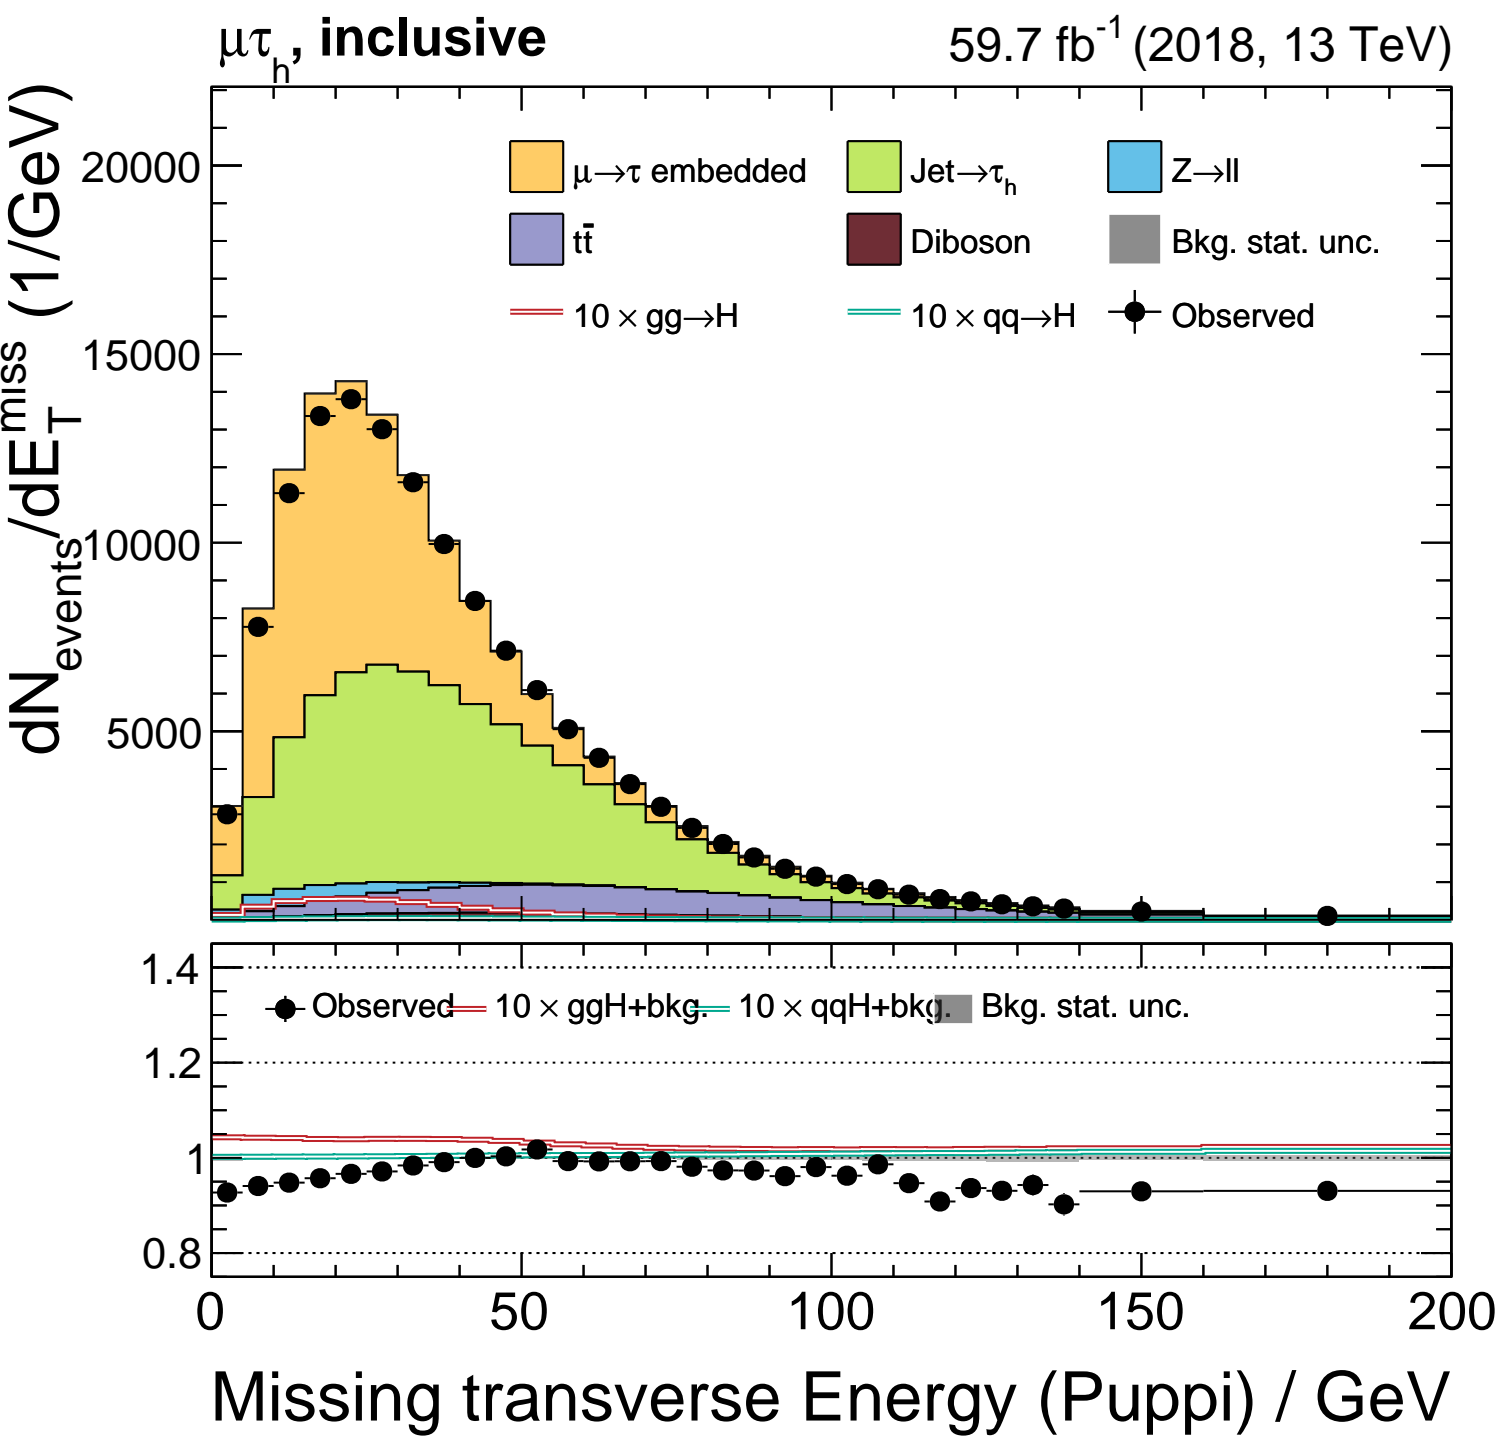 μτh, inclusive
59.7 fb-1 (2018, 13 TeV)
dNevents/dETmiss (1/GeV)
20000
15000
10000
5000
μ→τ embedded
Jet→τh
Z→ll
tt̄
Diboson
Bkg. stat. unc.
10 × gg→H
10 × qq→H
Observed
1.4
1.2
1
0.8
Observed
10 × ggH+bkg.
10 × qqH+bkg.
Bkg. stat. unc.
0
50
100
150
200
Missing transverse Energy (Puppi) / GeV